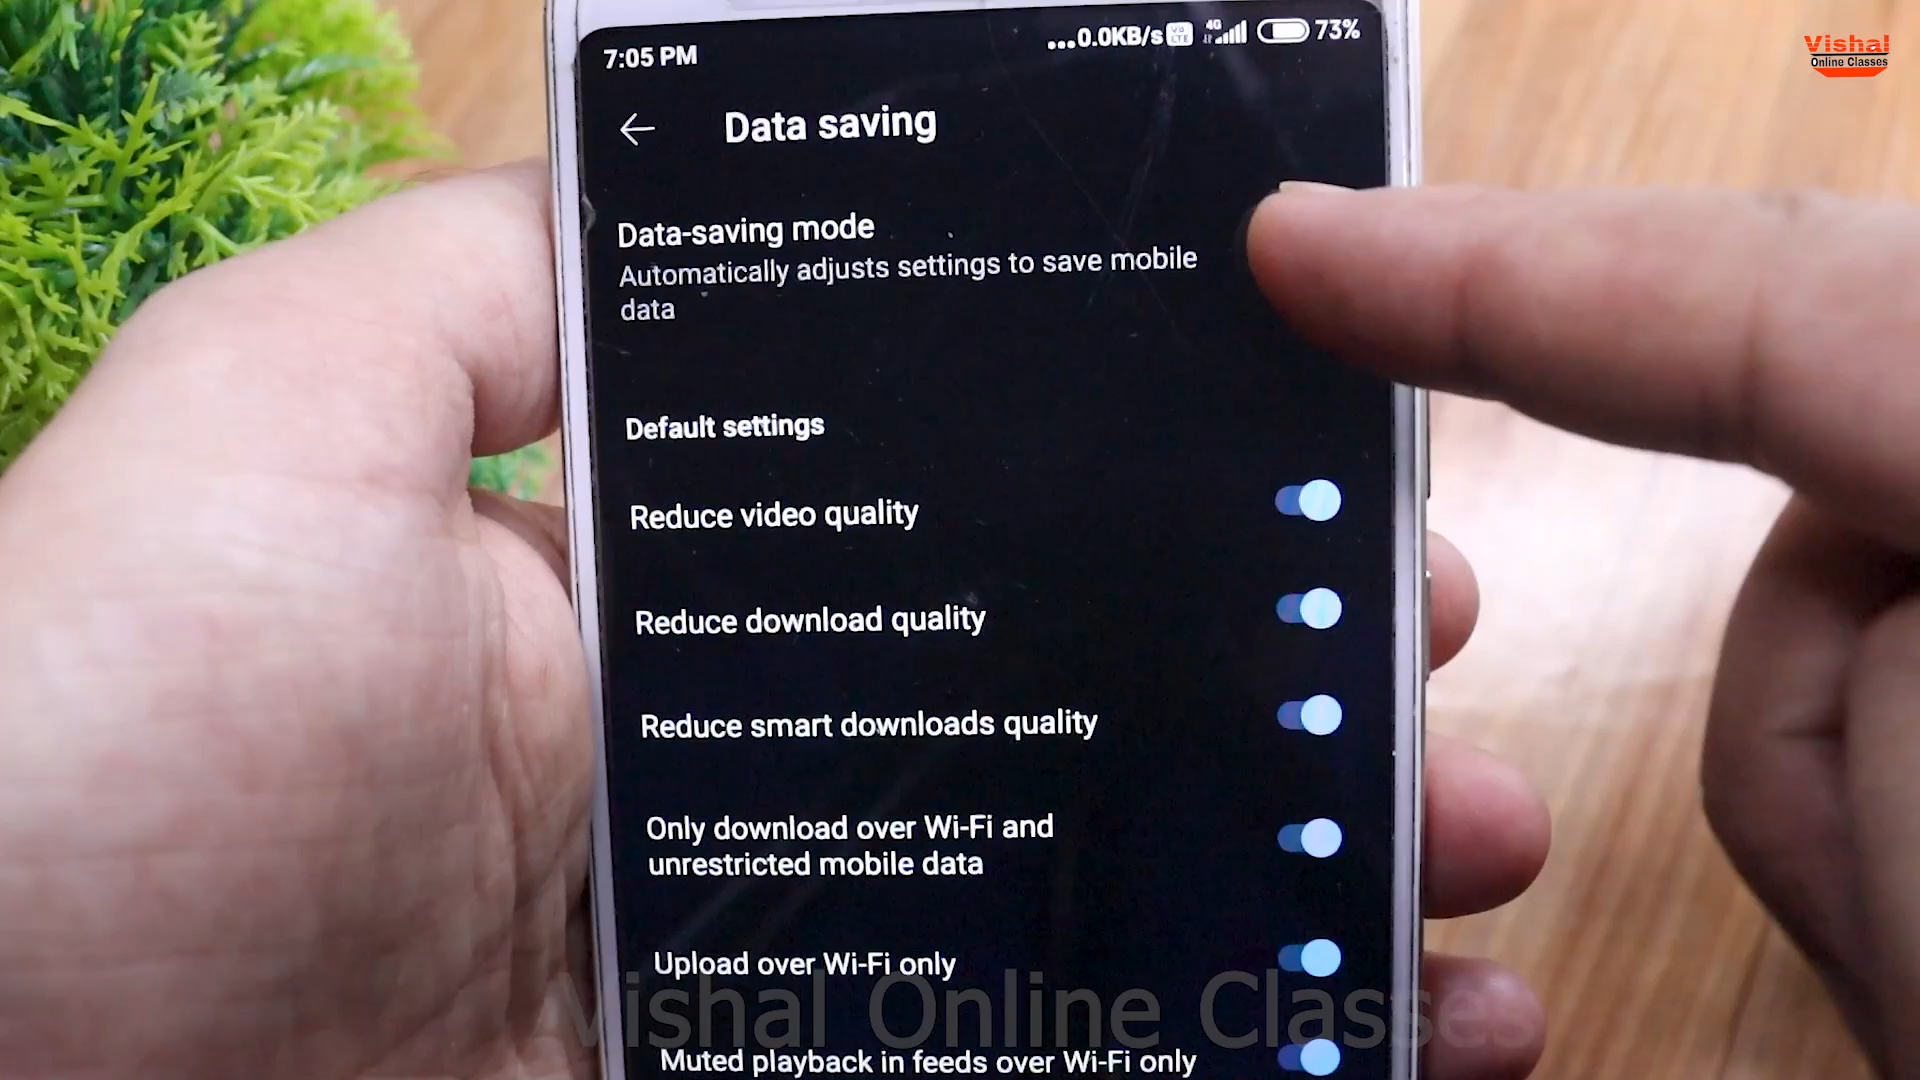 Vishal
Online Classes
7:05 PM
...0.0KB/s Vo LTE 4G 73%
Data saving
Data-saving mode
Automatically adjusts settings to save mobile
data
Default settings
Reduce video quality
Reduce download quality
Reduce smart downloads quality
Only download over Wi-Fi and
unrestricted mobile data
Upload over Wi-Fi only
Vishal Online Classes
Muted playback in feeds over Wi-Fi only